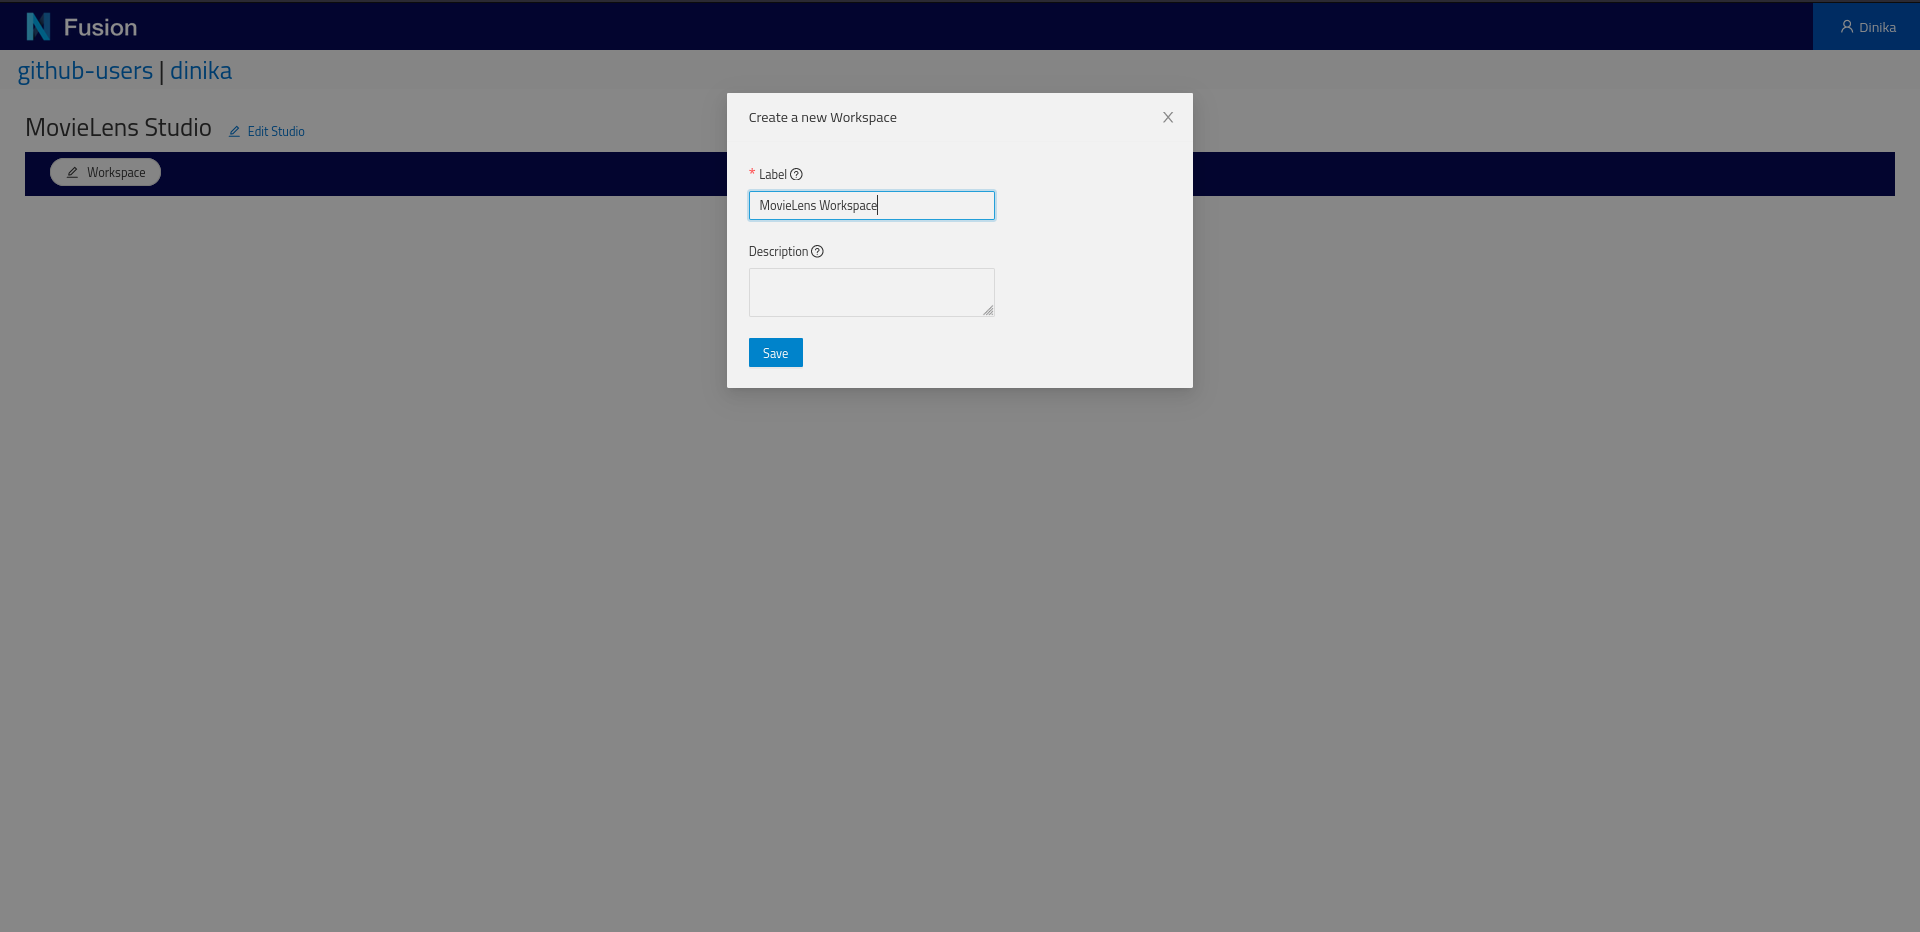 Fusion
Dinika
github-users | dinika
MovieLens Studio Edit Studio
Workspace
Create a new Workspace
* Label
MovieLens Workspace
Description
Save